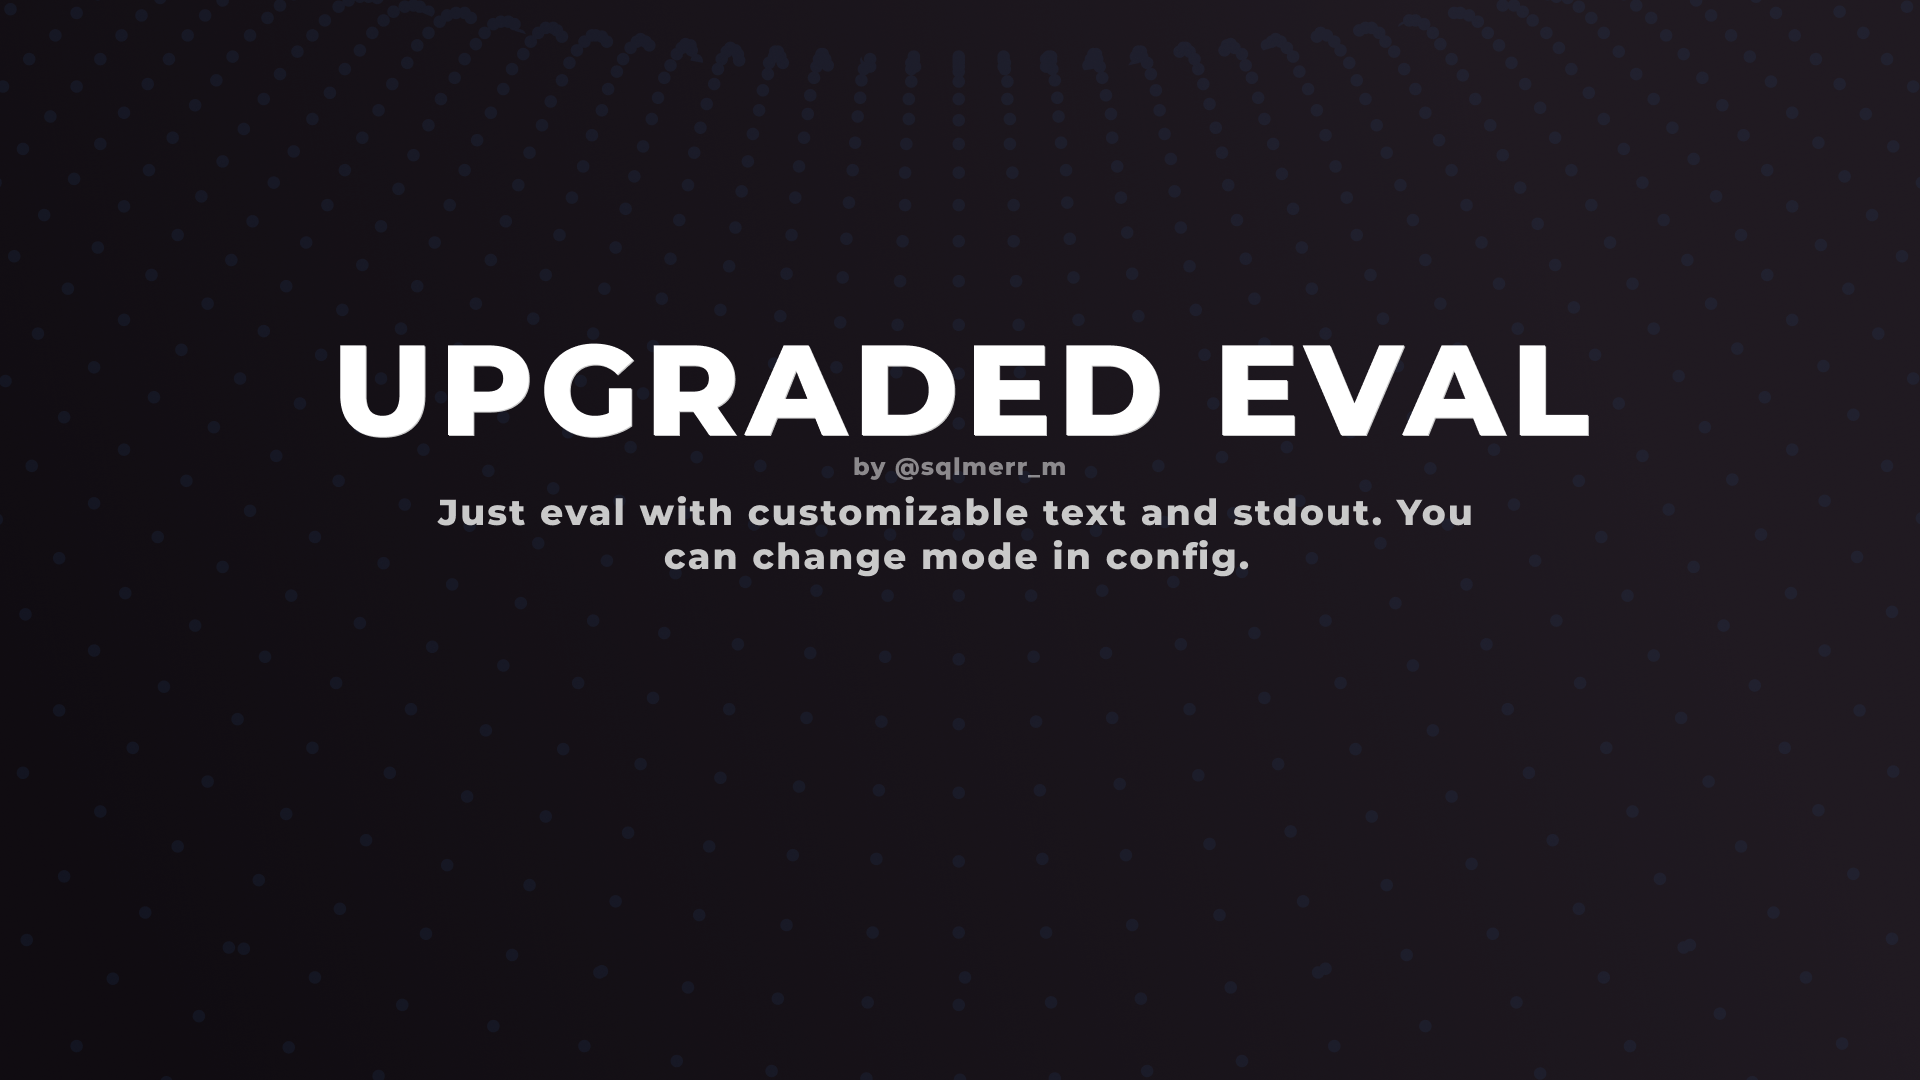 UPGRADED EVAL
by @sqlmerr_m
Just eval with customizable text and stdout. You
can change mode in config.